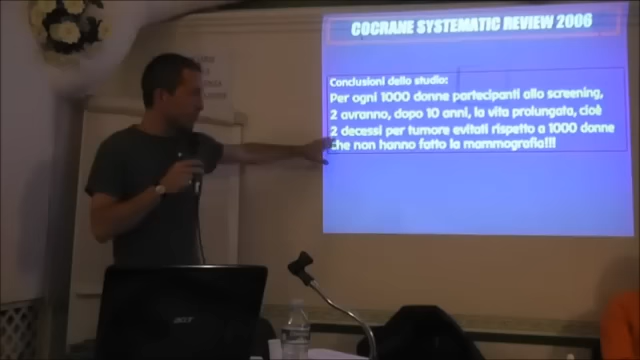 COCRANE SYSTEMATIC REVIEW 2006
Conclusioni dello studio:
Per ogni 1000 donne partecipanti allo screening,
2 avranno, dopo 10 anni, la vita prolungata, cioè
2 decessi per tumore evitati rispetto a 1000 donne
che non hanno fatto la mammografia!!!
acer